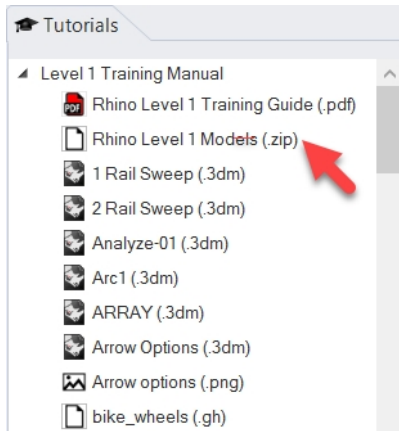 Tutorials
Level 1 Training Manual
PDF Rhino Level 1 Training Guide (.pdf)
Rhino Level 1 Models (.zip)
1 Rail Sweep (.3dm)
2 Rail Sweep (.3dm)
Analyze-01 (.3dm)
Arc1 (.3dm)
ARRAY (.3dm)
Arrow Options (.3dm)
Arrow options (.png)
bike_wheels (.gh)